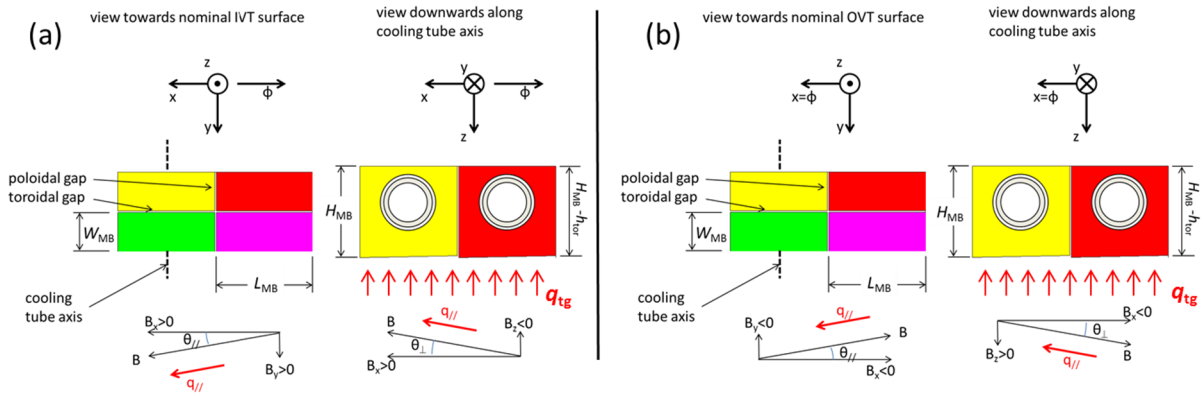 (a)
view towards nominal IVT surface
view downwards along
cooling tube axis
z
x
ϕ
y
y
x
ϕ
z
poloidal gap
toroidal gap
W_MB
H_MB
H_MB-h_tor
L_MB
cooling
tube axis
q_tg
B_x>0
θ_//
B
q_//
B_y>0
q_//
B
B_z<0
θ_⊥
B_x>0
(b)
view towards nominal OVT surface
view downwards along
cooling tube axis
z
x=ϕ
y
y
x=ϕ
z
poloidal gap
toroidal gap
W_MB
H_MB
H_MB-h_tor
L_MB
cooling
tube axis
q_tg
q_//
B_y<0
B
θ_//
B_x<0
B_x<0
θ_⊥
B_z>0
B
q_//